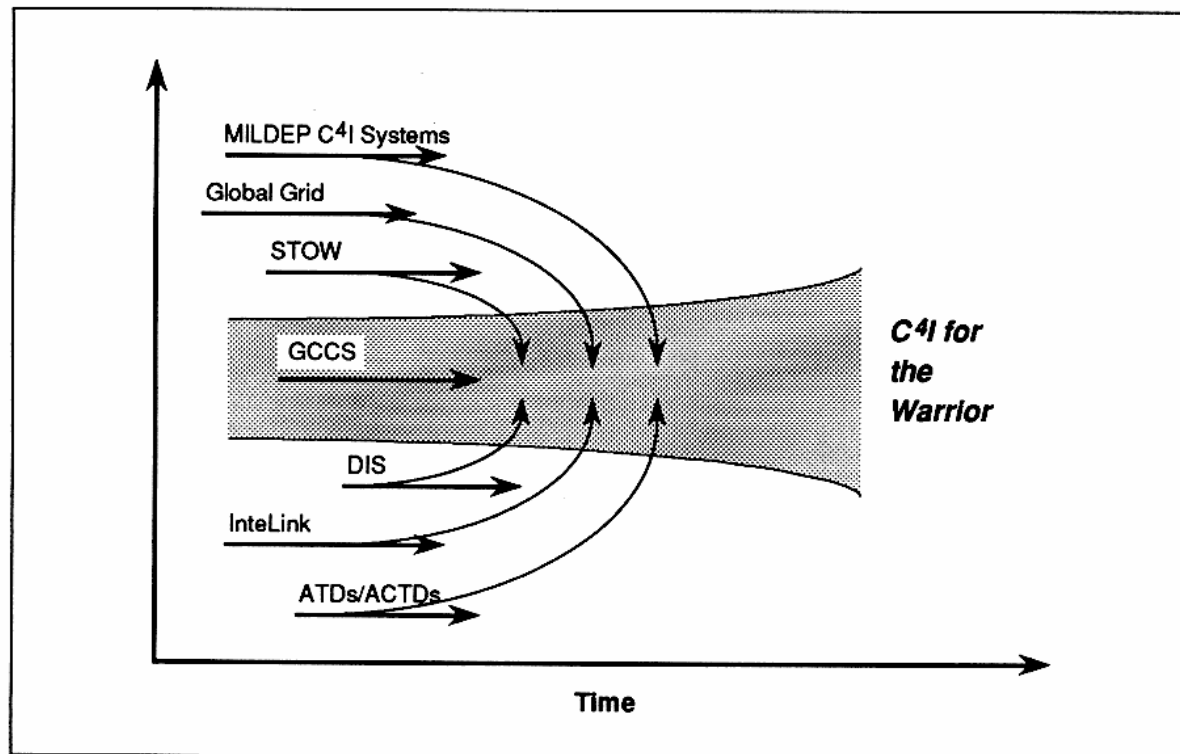 MILDEP C⁴I Systems
Global Grid
STOW
GCCS
C⁴I for
the
Warrior
DIS
InteLink
ATDs/ACTDs
Time